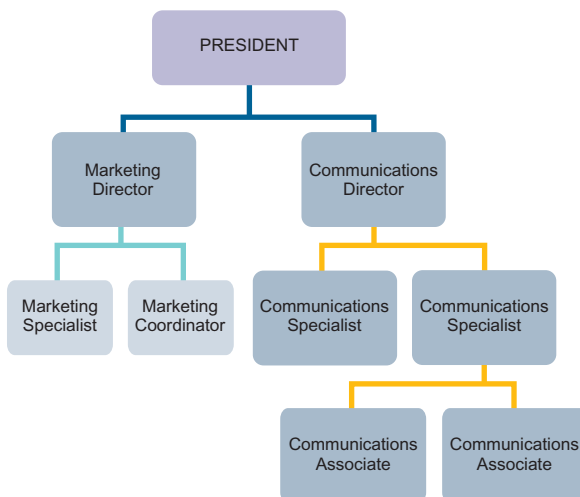 PRESIDENT
Marketing
Director
Communications
Director
Marketing
Specialist
Marketing
Coordinator
Communications
Specialist
Communications
Specialist
Communications
Associate
Communications
Associate